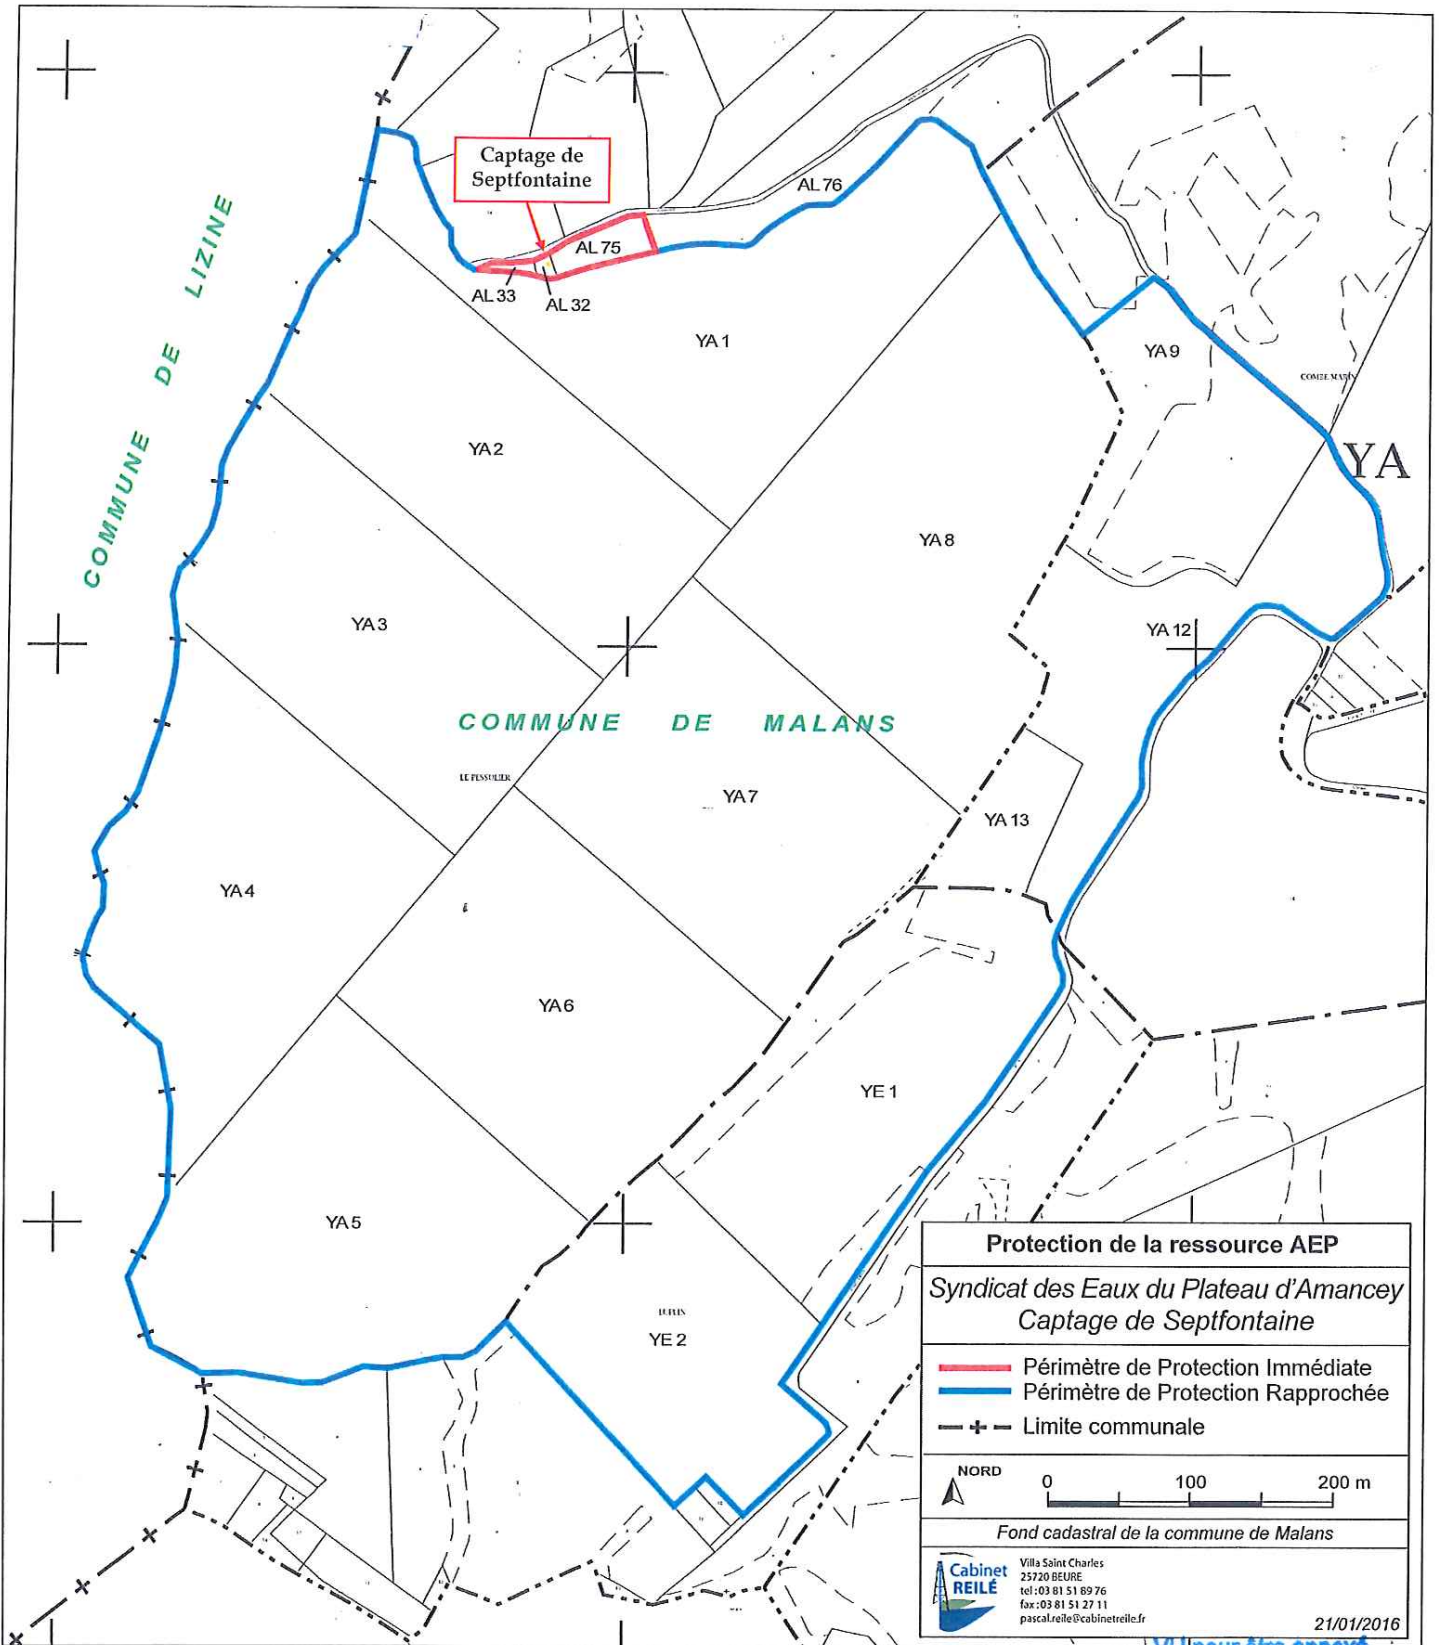 Captage de
Septfontaine
AL 76
AL 75
AL 33
AL 32
COMMUNE DE LIZINE
YA 1
YA 9
COMBE MARIN
YA
YA 2
YA 8
YA 3
YA 12
COMMUNE DE MALANS
YA 7
YA 13
YA 4
YA 6
YE 1
YA 5
YE 2
Protection de la ressource AEP
Syndicat des Eaux du Plateau d'Amancey
Captage de Septfontaine
Périmètre de Protection Immédiate
Périmètre de Protection Rapprochée
Limite communale
NORD
0 100 200 m
Fond cadastral de la commune de Malans
Cabinet
REILÉ
Villa Saint Charles
25720 BEURE
tel : 03 81 51 89 76
fax : 03 81 51 27 11
pascal.reile@cabinetreile.fr
21/01/2016